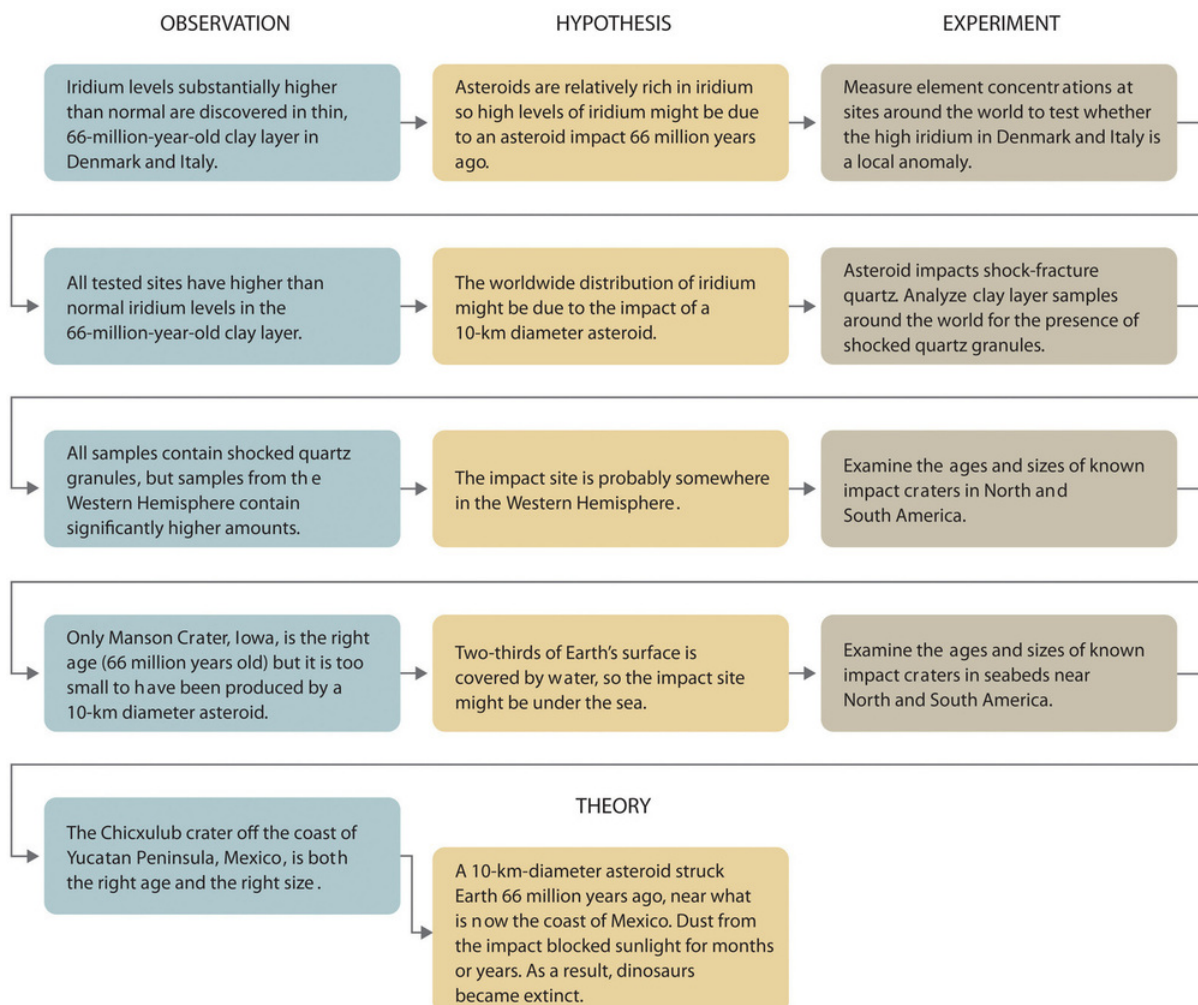 OBSERVATION
HYPOTHESIS
EXPERIMENT
Iridium levels substantially higher
than normal are discovered in thin,
66-million-year-old clay layer in
Denmark and Italy.
Asteroids are relatively rich in iridium
so high levels of iridium might be due
to an asteroid impact 66 million years
ago.
Measure element concentrations at
sites around the world to test whether
the high iridium in Denmark and Italy is
a local anomaly.
All tested sites have higher than
normal iridium levels in the
66-million-year-old clay layer.
The worldwide distribution of iridium
might be due to the impact of a
10-km diameter asteroid.
Asteroid impacts shock-fracture
quartz. Analyze clay layer samples
around the world for the presence of
shocked quartz granules.
All samples contain shocked quartz
granules, but samples from the
Western Hemisphere contain
significantly higher amounts.
The impact site is probably somewhere
in the Western Hemisphere.
Examine the ages and sizes of known
impact craters in North and
South America.
Only Manson Crater, Iowa, is the right
age (66 million years old) but it is too
small to have been produced by a
10-km diameter asteroid.
Two-thirds of Earth's surface is
covered by water, so the impact site
might be under the sea.
Examine the ages and sizes of known
impact craters in seabeds near
North and South America.
The Chicxulub crater off the coast of
Yucatan Peninsula, Mexico, is both
the right age and the right size.
THEORY
A 10-km-diameter asteroid struck
Earth 66 million years ago, near what
is now the coast of Mexico. Dust from
the impact blocked sunlight for months
or years. As a result, dinosaurs
became extinct.